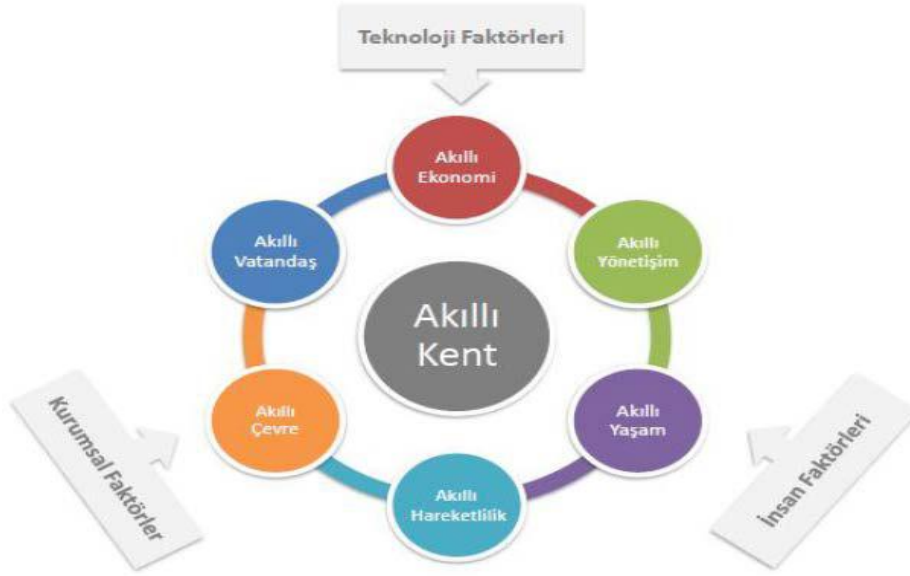 Teknoloji Faktörleri
Akıllı
Ekonomi
Akıllı
Vatandaş
Akıllı
Yönetişim
Akıllı
Kent
Akıllı
Çevre
Akıllı
Yaşam
Akıllı
Hareketlilik
Kurumsal Faktörler
İnsan Faktörleri